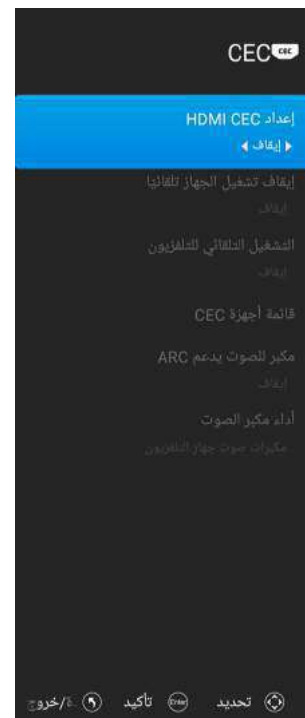 CEC
إعداد HDMI CEC
إيقاف
إيقاف تشغيل الجهاز تلقائيا
إيقاف
التشغيل التلقائي للتلفزيون
إيقاف
قائمة أجهزة CEC
مكبر للصوت يدعم ARC
إيقاف
أداء مكبر الصوت
مكبرات صوت جهاز التلفزيون
تحديد Enter تأكيد /خروج